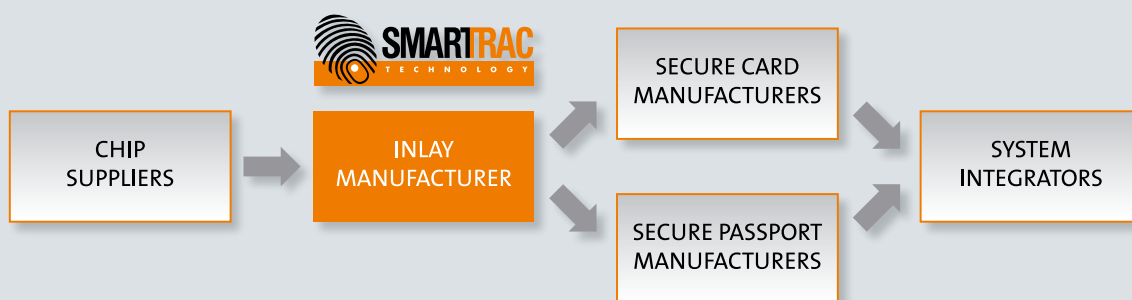 SMARTRAC
TECHNOLOGY
CHIP
SUPPLIERS
INLAY
MANUFACTURER
SECURE CARD
MANUFACTURERS
SECURE PASSPORT
MANUFACTURERS
SYSTEM
INTEGRATORS